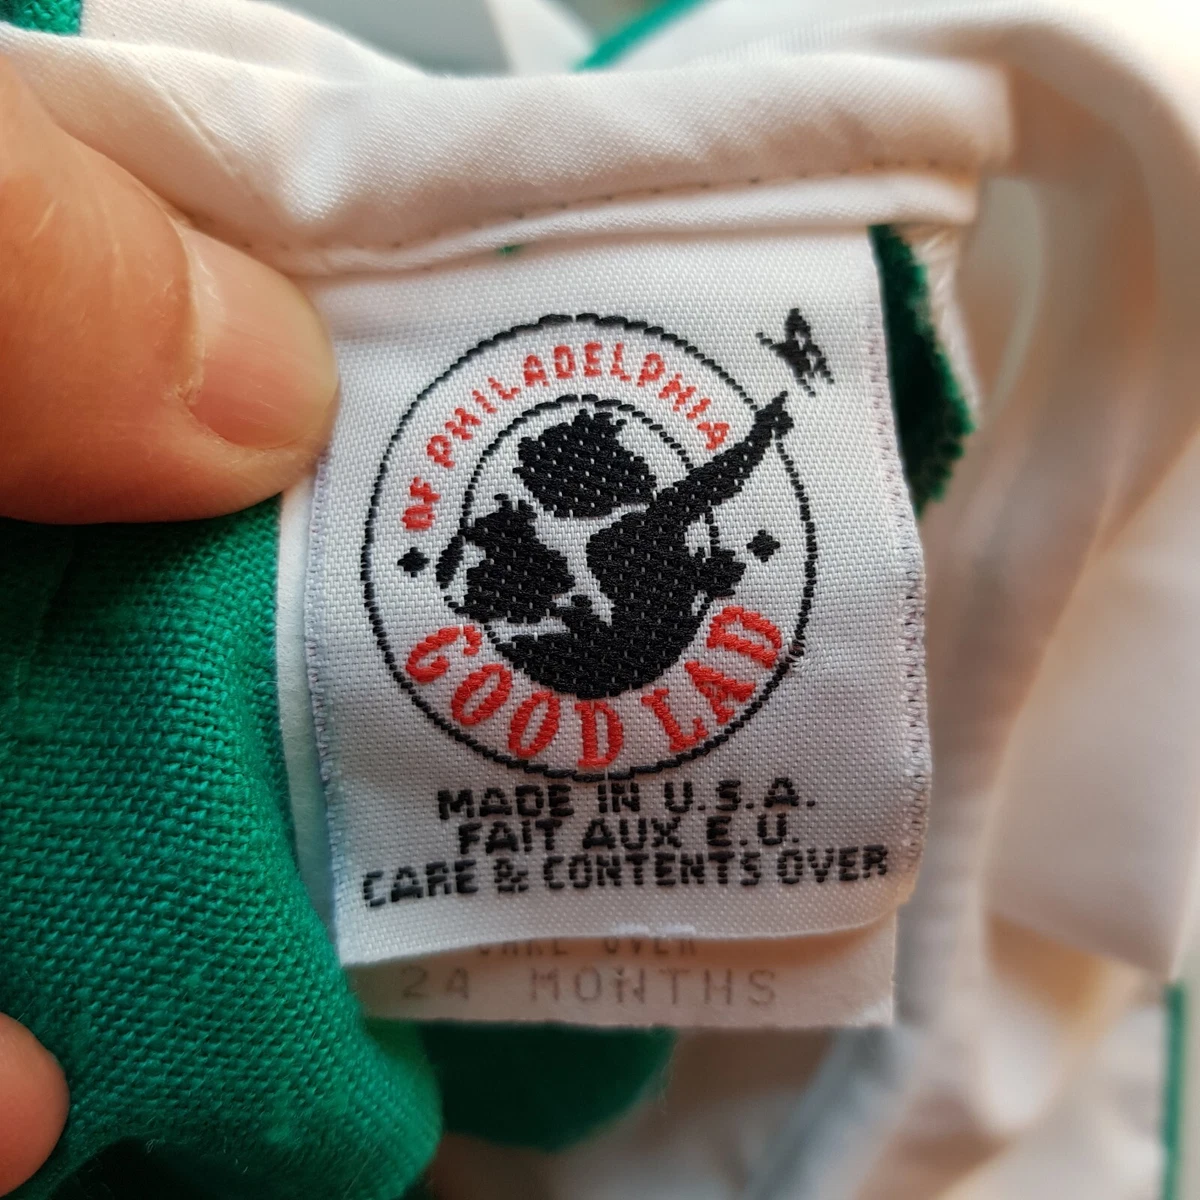 OF PHILADELPHIA
GOOD LAD
MADE IN U.S.A.
FAIT AUX E.U.
CARE & CONTENTS OVER
CARE OVER
24 MONTHS